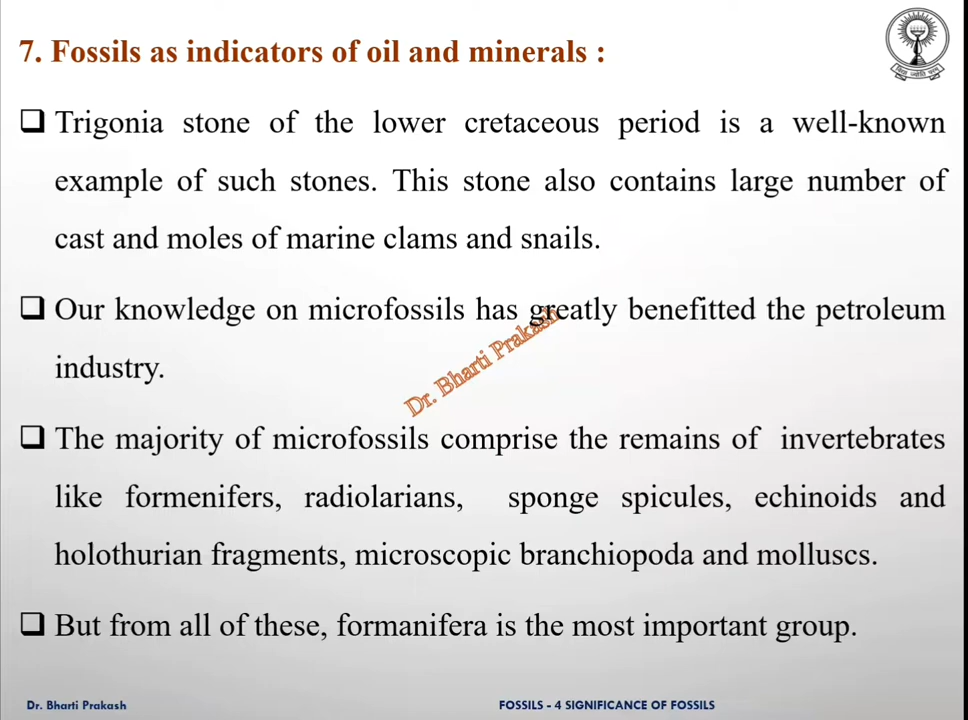 7. Fossils as indicators of oil and minerals :
❑ Trigonia stone of the lower cretaceous period is a well-known
example of such stones. This stone also contains large number of
cast and moles of marine clams and snails.
❑ Our knowledge on microfossils has greatly benefitted the petroleum
industry.
Dr. Bharti Prakash
❑ The majority of microfossils comprise the remains of invertebrates
like formenifers, radiolarians, sponge spicules, echinoids and
holothurian fragments, microscopic branchiopoda and molluscs.
❑ But from all of these, formanifera is the most important group.
Dr. Bharti Prakash
FOSSILS - 4 SIGNIFICANCE OF FOSSILS